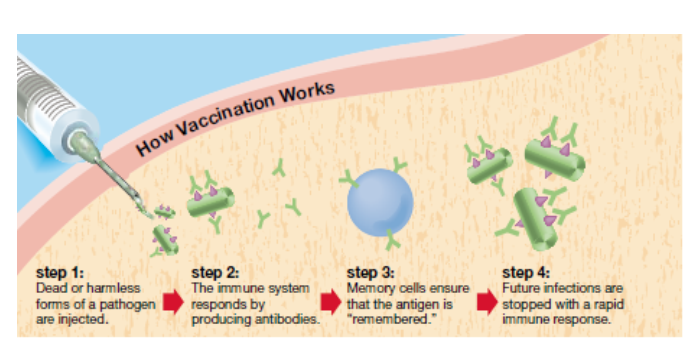 How Vaccination Works
step 1:
Dead or harmless
forms of a pathogen
are injected.
step 2:
The immune system
responds by
producing antibodies.
step 3:
Memory cells ensure
that the antigen is
"remembered."
step 4:
Future infections are
stopped with a rapid
immune response.